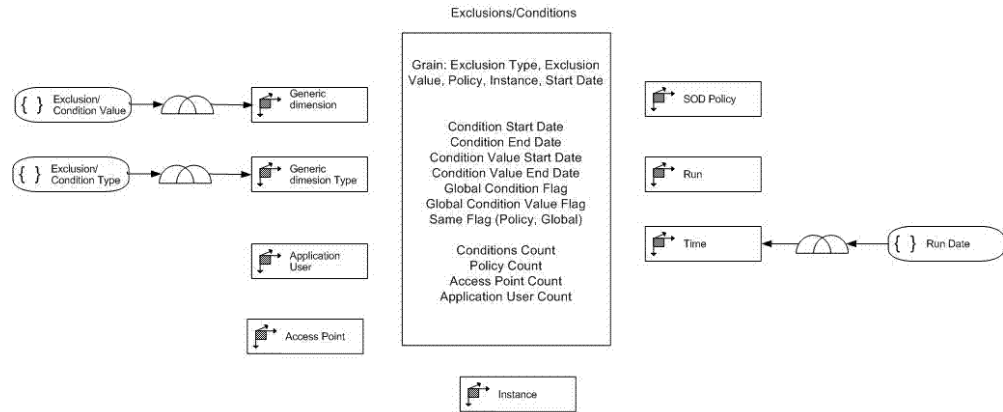 Exclusions/Conditions
Grain: Exclusion Type, Exclusion
Value, Policy, Instance, Start Date
Condition Start Date
Condition End Date
Condition Value Start Date
Condition Value End Date
Global Condition Flag
Global Condition Value Flag
Same Flag (Policy, Global)
Conditions Count
Policy Count
Access Point Count
Application User Count
{ } Exclusion/
Condition Value
Generic
dimension
{ } Exclusion/
Condition Type
Generic
dimesion Type
Application
User
Access Point
Instance
SOD Policy
Run
Time
{ } Run Date